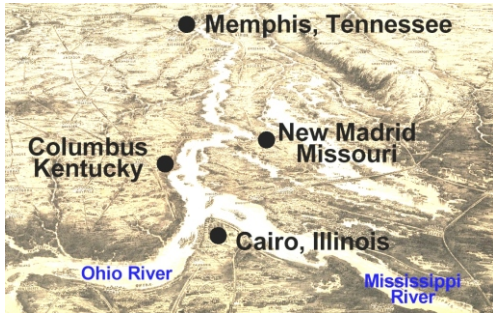 Memphis, Tennessee
New Madrid
Missouri
Columbus
Kentucky
Cairo, Illinois
Ohio River
Mississippi
River